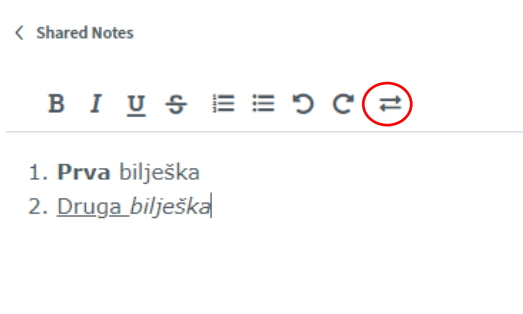 Shared Notes
B I U S
1. Prva bilješka
2. Druga bilješka